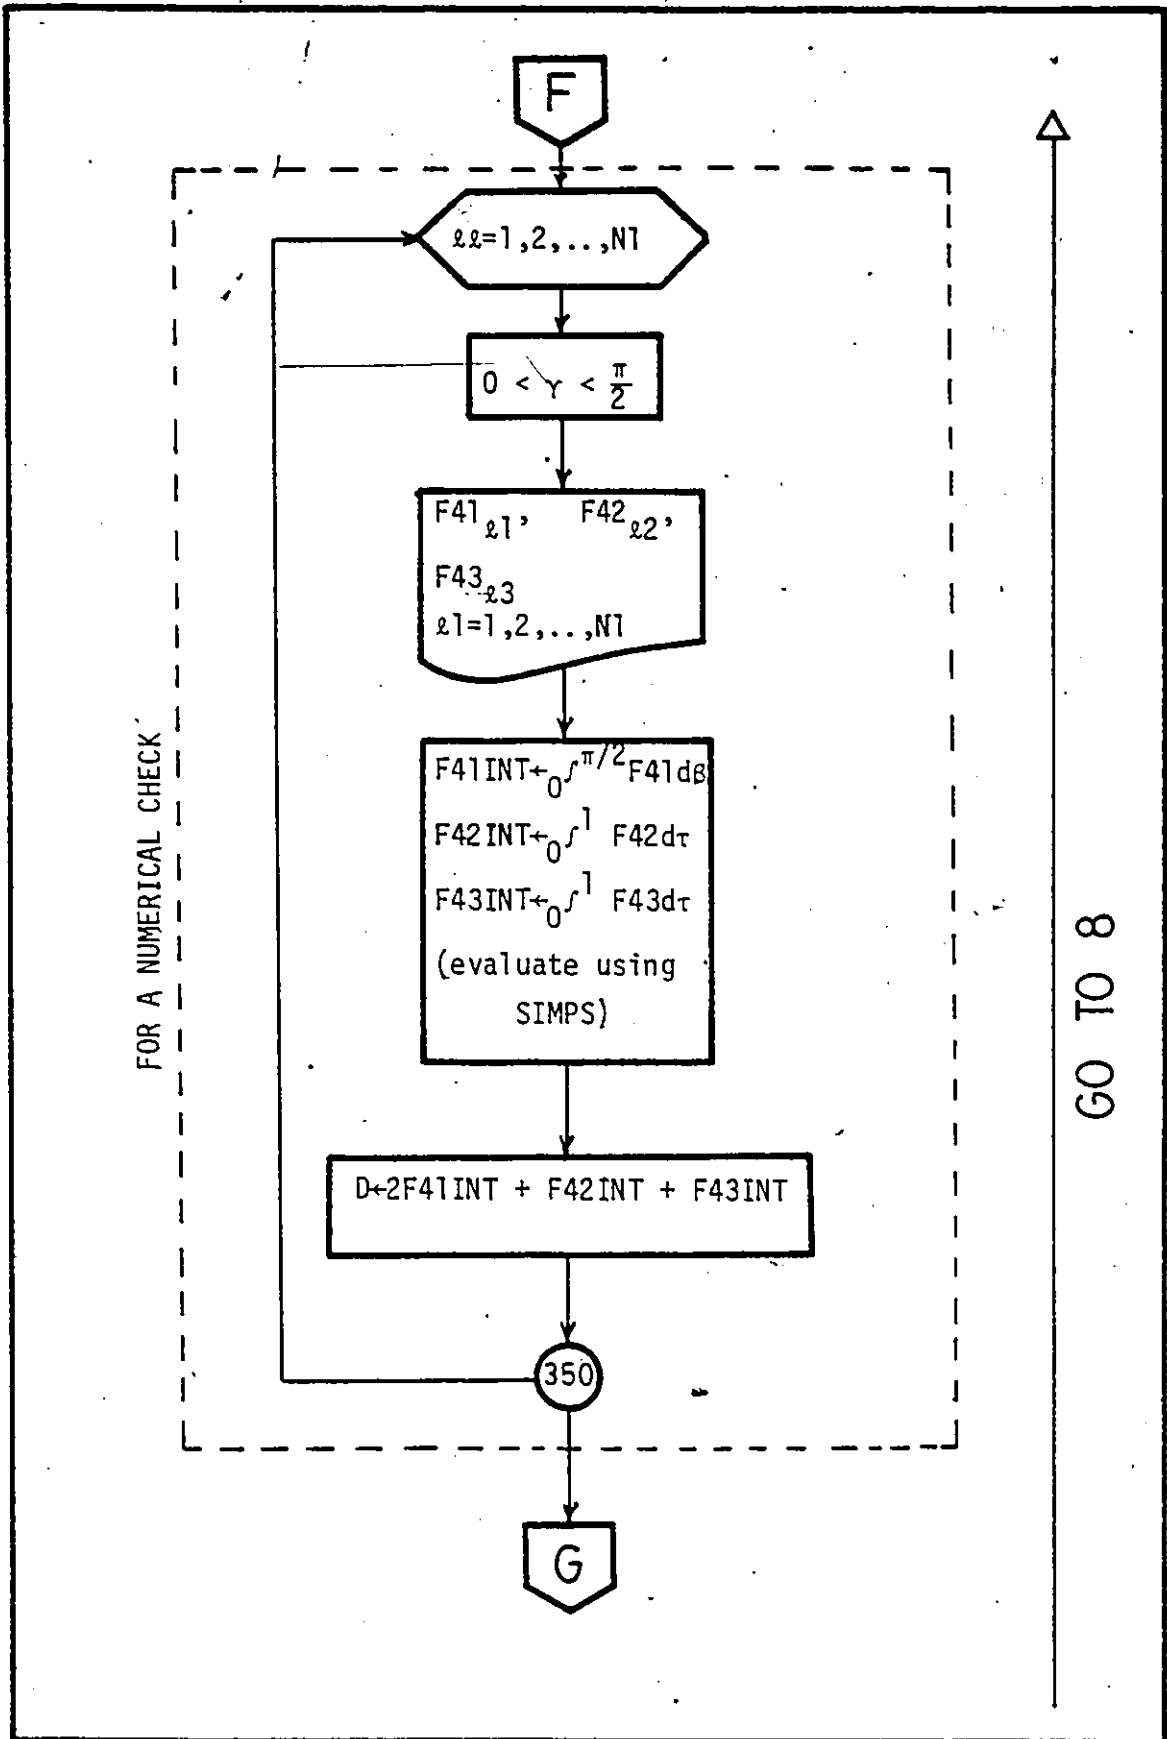 F
ℓℓ=1,2,..,N1
0 < γ < π/2
F41ℓ1, F42ℓ2,
F43ℓ3
ℓ1=1,2,..,N1
F41INT←0∫π/2 F41dβ
F42INT←0∫1 F42dτ
F43INT←0∫1 F43dτ
(evaluate using
SIMPS)
D←2F41INT + F42INT + F43INT
350
G
FOR A NUMERICAL CHECK
GO TO 8